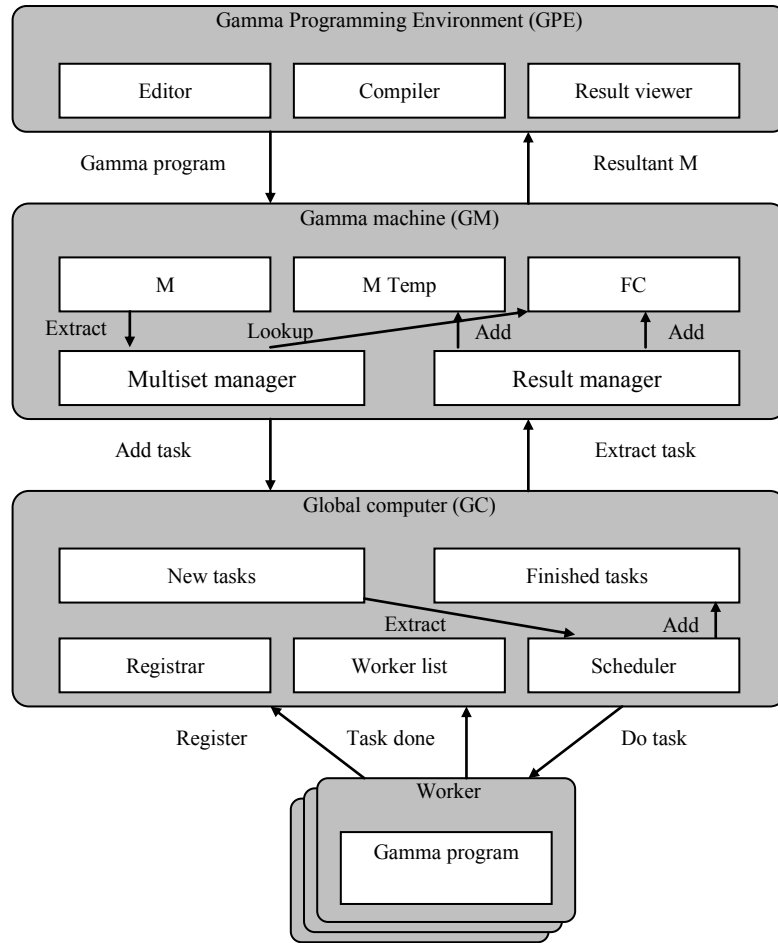 Gamma Programming Environment (GPE)
Editor
Compiler
Result viewer
Gamma program
Resultant M
Gamma machine (GM)
M
M Temp
FC
Extract
Lookup
Add
Add
Multiset manager
Result manager
Add task
Extract task
Global computer (GC)
New tasks
Finished tasks
Extract
Add
Registrar
Worker list
Scheduler
Register
Task done
Do task
Worker
Gamma program